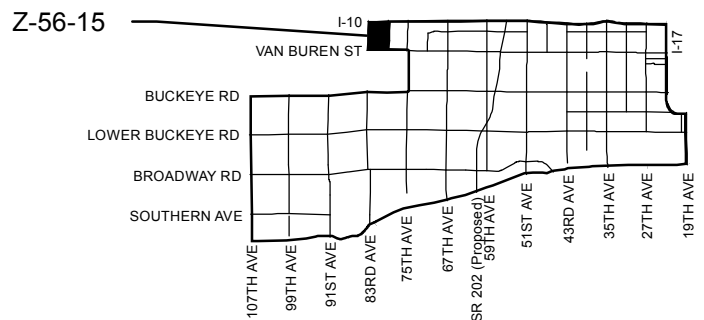 Z-56-15
I-10
I-17
VAN BUREN ST
BUCKEYE RD
LOWER BUCKEYE RD
BROADWAY RD
SOUTHERN AVE
107TH AVE
99TH AVE
91ST AVE
83RD AVE
75TH AVE
67TH AVE
SR 202 (Proposed)
59TH AVE
51ST AVE
43RD AVE
35TH AVE
27TH AVE
19TH AVE